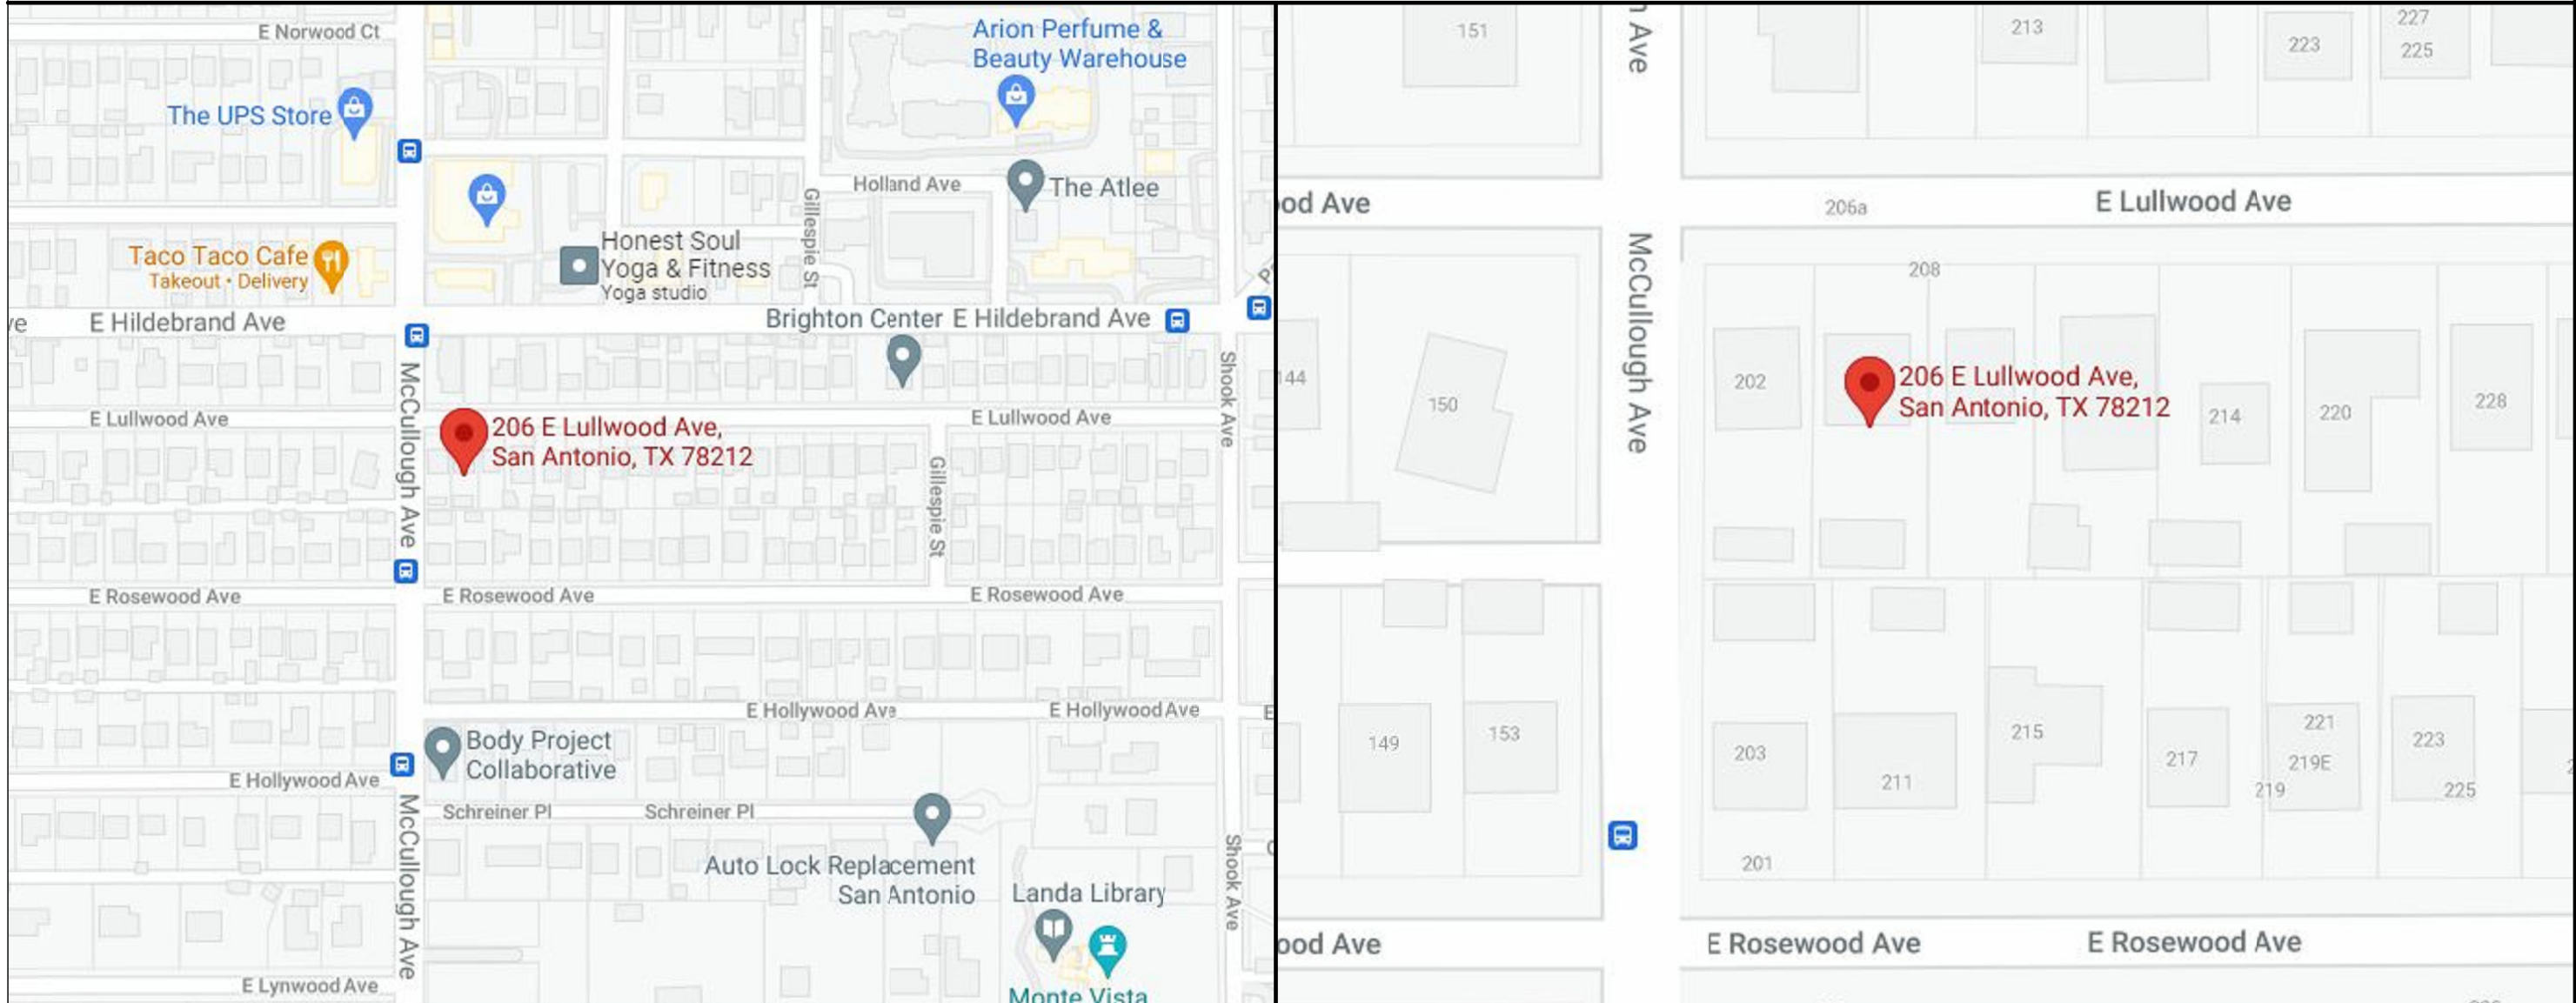 E Norwood Ct
Arion Perfume &
Beauty Warehouse
The UPS Store
Holland Ave
The Atlee
Gillespie St
Honest Soul
Yoga & Fitness
Yoga studio
Taco Taco Cafe
Takeout • Delivery
E Hildebrand Ave
Brighton Center
E Hildebrand Ave
McCullough Ave
Shook Ave
E Lullwood Ave
E Lullwood Ave
206 E Lullwood Ave,
San Antonio, TX 78212
Gillespie St
E Rosewood Ave
E Rosewood Ave
E Rosewood Ave
E Hollywood Ave
E Hollywood Ave
Body Project
Collaborative
E Hollywood Ave
Schreiner Pl
Schreiner Pl
McCullough Ave
Auto Lock Replacement
San Antonio
Shook Ave
Landa Library
E Lynwood Ave
Monte Vista
151
Ave
213
223
227
225
ood Ave
206a
E Lullwood Ave
McCullough Ave
208
144
150
202
206 E Lullwood Ave,
San Antonio, TX 78212
214
220
228
149
153
203
211
215
217
221
219E
219
223
225
201
ood Ave
E Rosewood Ave
E Rosewood Ave